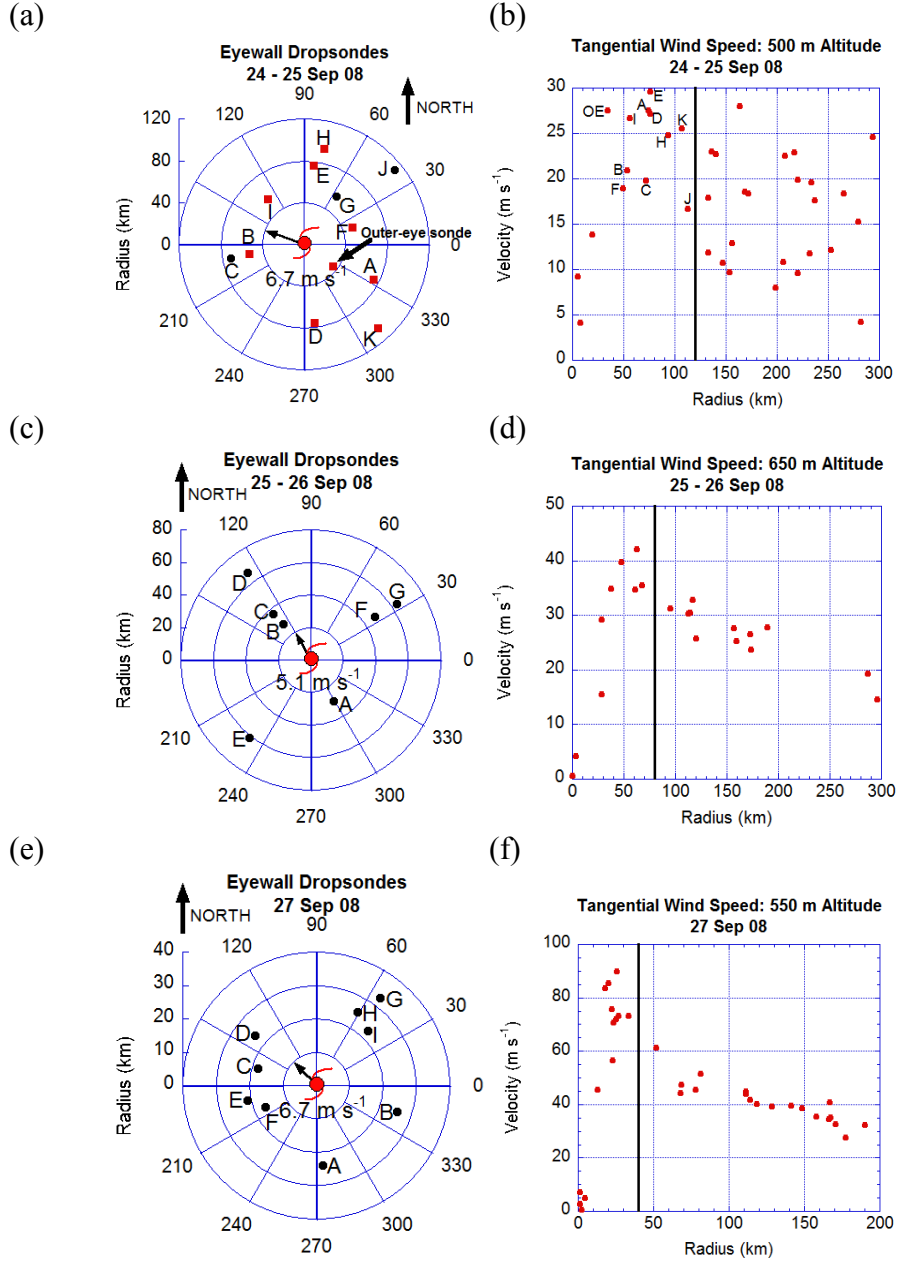 (a)
Eyewall Dropsondes
24 - 25 Sep 08
NORTH
90
120
60
30
0
330
300
270
240
210
120
80
40
0
Radius (km)
H
E
J
G
I
F
Outer-eye sonde
B
C
6.7 m s-1
A
D
K
(b)
Tangential Wind Speed: 500 m Altitude
24 - 25 Sep 08
30
25
20
15
10
5
0
Velocity (m s-1)
E
A
OE
I
D
K
H
B
F
C
J
0 50 100 150 200 250 300
Radius (km)
(c)
Eyewall Dropsondes
25 - 26 Sep 08
NORTH
90
120
60
30
0
330
300
270
240
210
80
60
40
20
0
Radius (km)
D
C
B
F
G
5.1 m s-1
A
E
(d)
Tangential Wind Speed: 650 m Altitude
25 - 26 Sep 08
50
40
30
20
10
0
Velocity (m s-1)
0 50 100 150 200 250 300
Radius (km)
(e)
Eyewall Dropsondes
27 Sep 08
NORTH
90
120
60
30
0
330
300
270
240
210
40
30
20
10
0
Radius (km)
G
H
I
D
C
E
F
6.7 m s-1
B
A
(f)
Tangential Wind Speed: 550 m Altitude
27 Sep 08
100
80
60
40
20
0
Velocity (m s-1)
0 50 100 150 200
Radius (km)